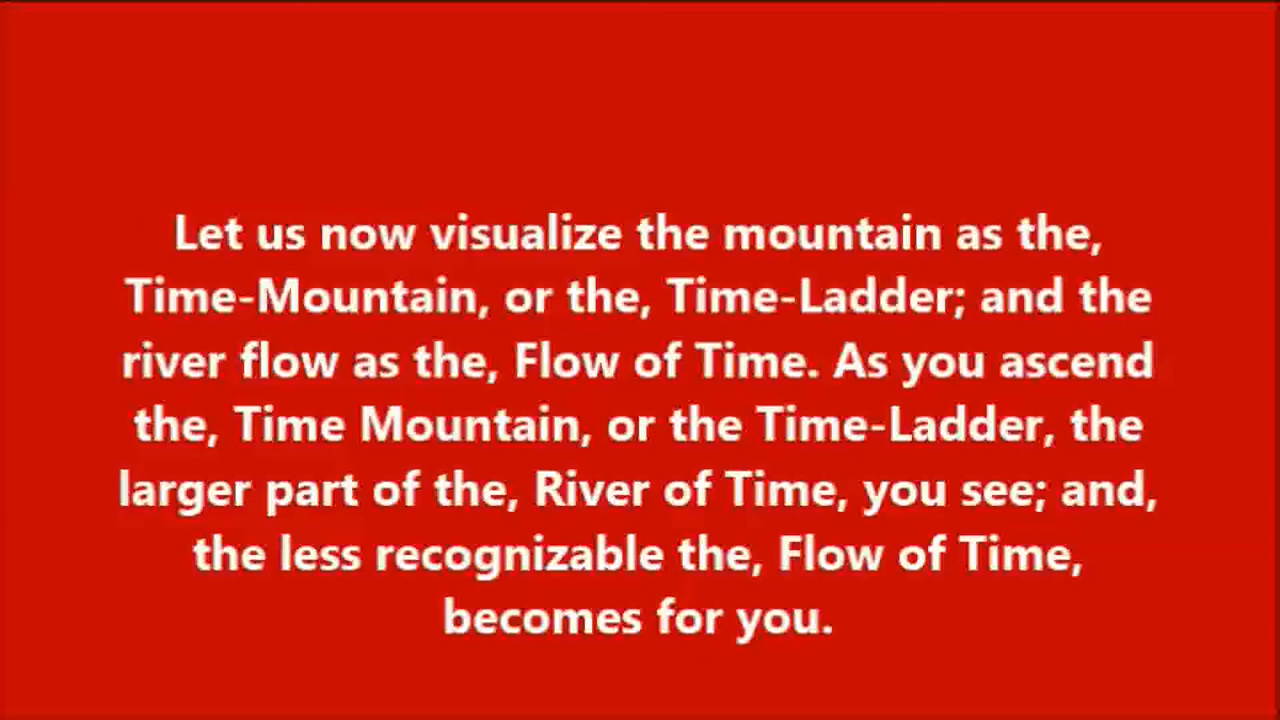 Let us now visualize the mountain as the,
Time-Mountain, or the, Time-Ladder; and the
river flow as the, Flow of Time. As you ascend
the, Time Mountain, or the Time-Ladder, the
larger part of the, River of Time, you see; and,
the less recognizable the, Flow of Time,
becomes for you.